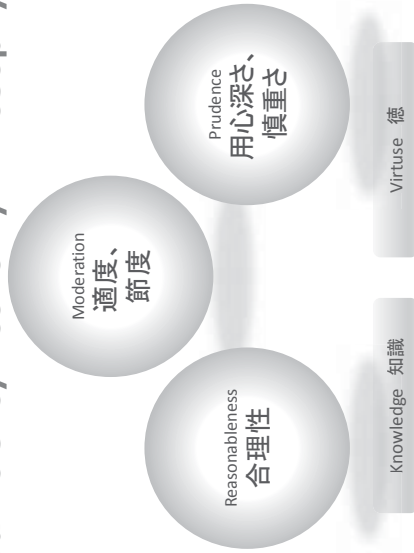 Moderation
適度、
節度
Reasonableness
合理性
Prudence
用心深さ、
慎重さ
Knowledge 知識
Virtuse 徳